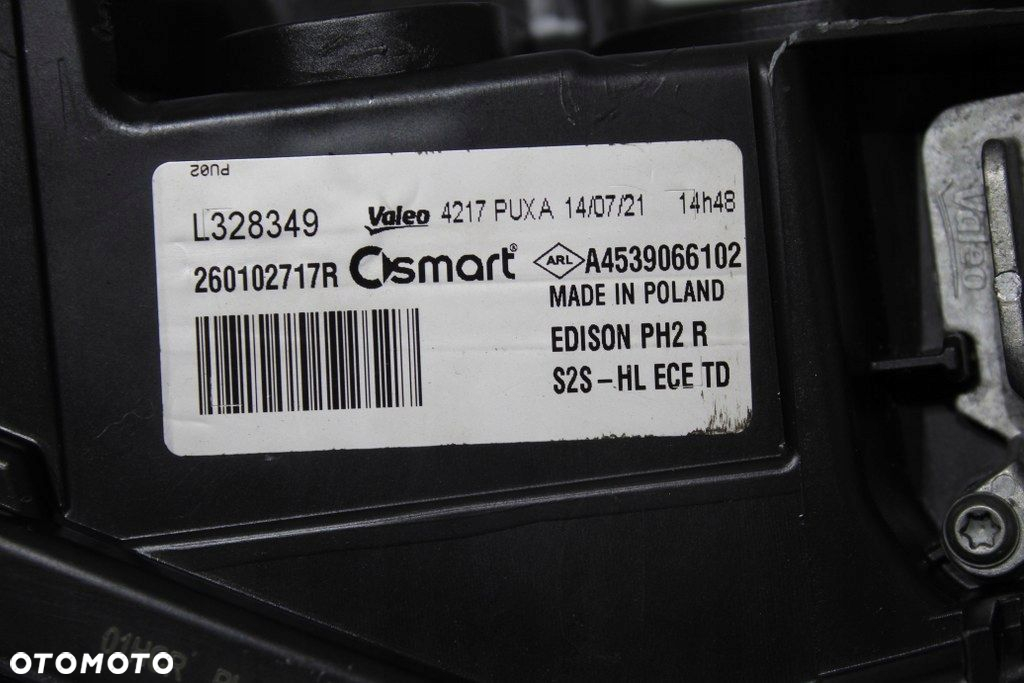 PU02
L328349 Valeo 4217 PUXA 14/07/21 14h48
260102717R smart® ARL A4539066102
MADE IN POLAND
EDISON PH2 R
S2S-HL ECE TD
Valeo
OTOMOTO